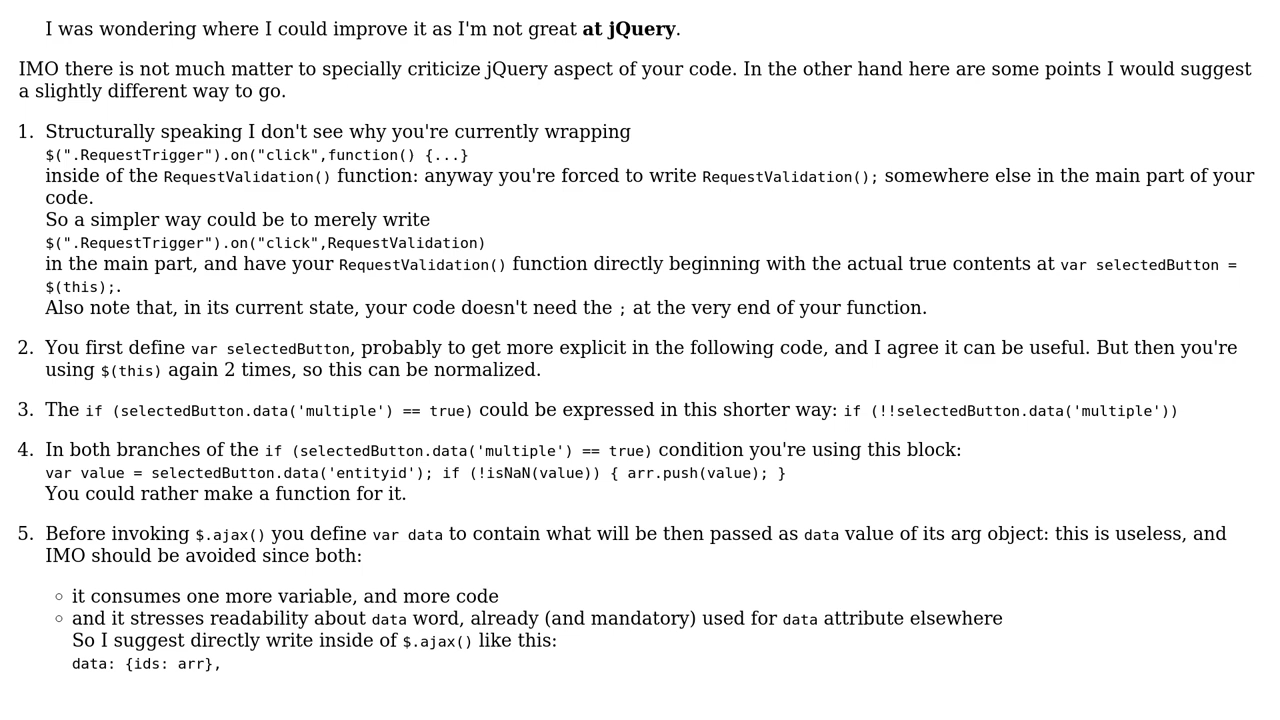 I was wondering where I could improve it as I'm not great at jQuery.
IMO there is not much matter to specially criticize jQuery aspect of your code. In the other hand here are some points I would suggest
a slightly different way to go.
1. Structurally speaking I don't see why you're currently wrapping
$(".RequestTrigger").on("click",function() {...}
inside of the RequestValidation() function: anyway you're forced to write RequestValidation(); somewhere else in the main part of your
code.
So a simpler way could be to merely write
$(".RequestTrigger").on("click",RequestValidation)
in the main part, and have your RequestValidation() function directly beginning with the actual true contents at var selectedButton =
$(this);.
Also note that, in its current state, your code doesn't need the ; at the very end of your function.
2. You first define var selectedButton, probably to get more explicit in the following code, and I agree it can be useful. But then you're
using $(this) again 2 times, so this can be normalized.
3. The if (selectedButton.data('multiple') == true) could be expressed in this shorter way: if (!!selectedButton.data('multiple'))
4. In both branches of the if (selectedButton.data('multiple') == true) condition you're using this block:
var value = selectedButton.data('entityid'); if (!isNaN(value)) { arr.push(value); }
You could rather make a function for it.
5. Before invoking $.ajax() you define var data to contain what will be then passed as data value of its arg object: this is useless, and
IMO should be avoided since both:
○ it consumes one more variable, and more code
○ and it stresses readability about data word, already (and mandatory) used for data attribute elsewhere
So I suggest directly write inside of $.ajax() like this:
data: {ids: arr},